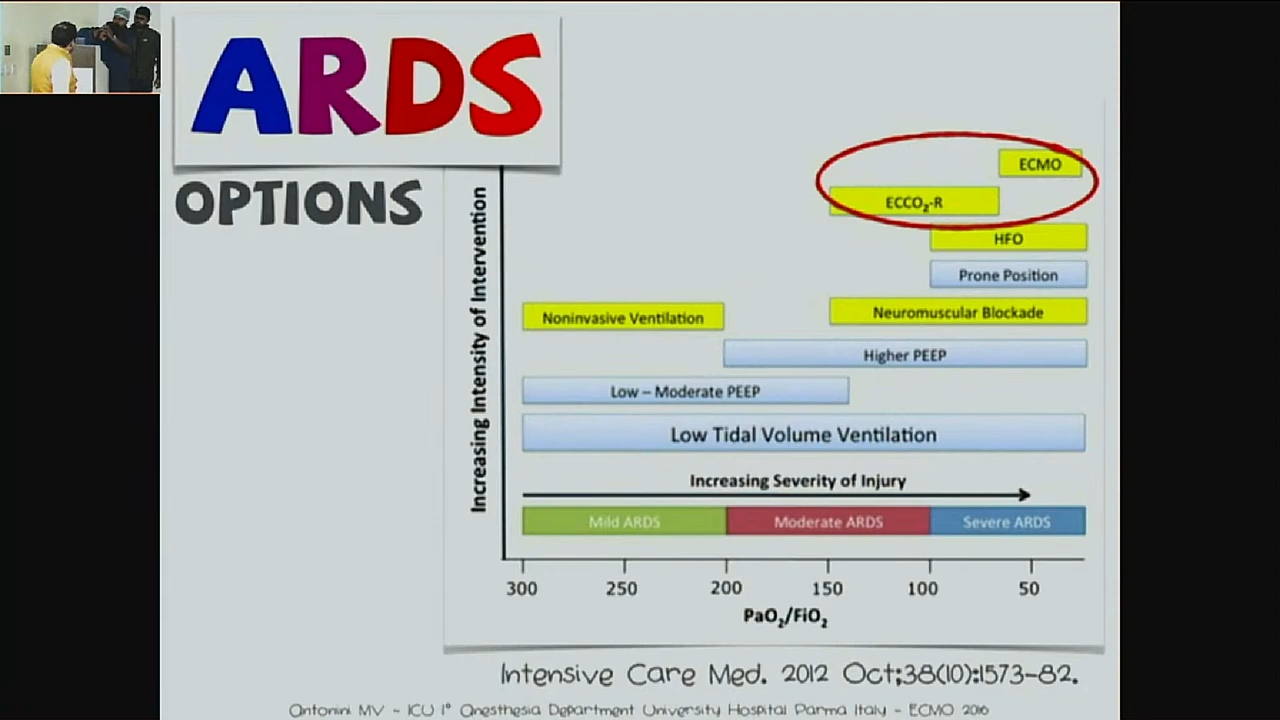 ARDS
OPTIONS
Increasing Intensity of Intervention
ECMO
ECCO₂-R
HFO
Prone Position
Noninvasive Ventilation
Neuromuscular Blockade
Higher PEEP
Low – Moderate PEEP
Low Tidal Volume Ventilation
Increasing Severity of Injury
Mild ARDS
Moderate ARDS
Severe ARDS
300 250 200 150 100 50
PaO₂/FiO₂
Intensive Care Med. 2012 Oct;38(10):1573-82.
Antonini MV - ICU 1° Anesthesia Department University Hospital Parma Italy - ECMO 2016